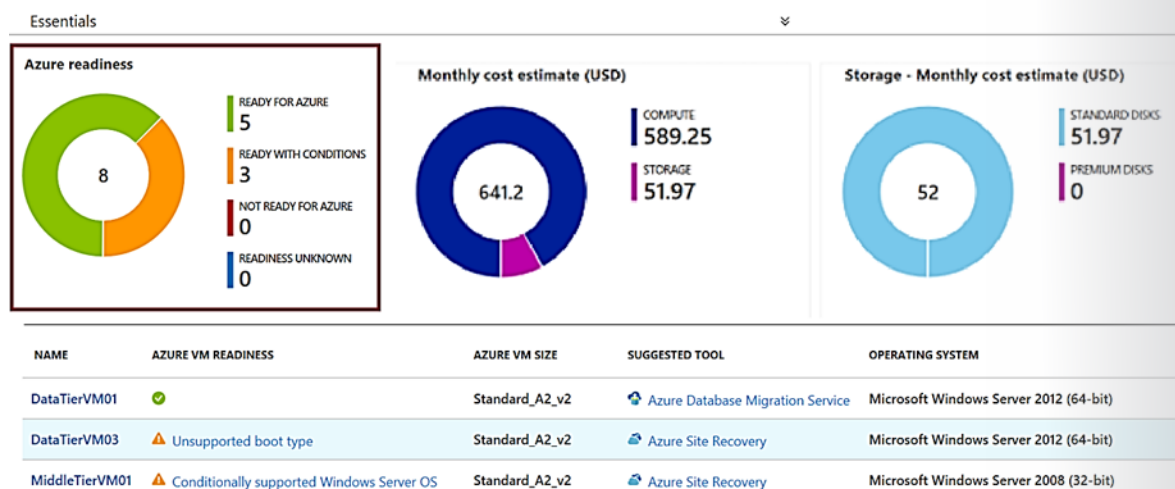 Essentials
Azure readiness
8
READY FOR AZURE
5
READY WITH CONDITIONS
3
NOT READY FOR AZURE
0
READINESS UNKNOWN
0
Monthly cost estimate (USD)
641.2
COMPUTE
589.25
STORAGE
51.97
Storage - Monthly cost estimate (USD)
52
STANDARD DISKS
51.97
PREMIUM DISKS
0
NAME AZURE VM READINESS AZURE VM SIZE SUGGESTED TOOL OPERATING SYSTEM
DataTierVM01 Standard_A2_v2 Azure Database Migration Service Microsoft Windows Server 2012 (64-bit)
DataTierVM03 Unsupported boot type Standard_A2_v2 Azure Site Recovery Microsoft Windows Server 2012 (64-bit)
MiddleTierVM01 Conditionally supported Windows Server OS Standard_A2_v2 Azure Site Recovery Microsoft Windows Server 2008 (32-bit)